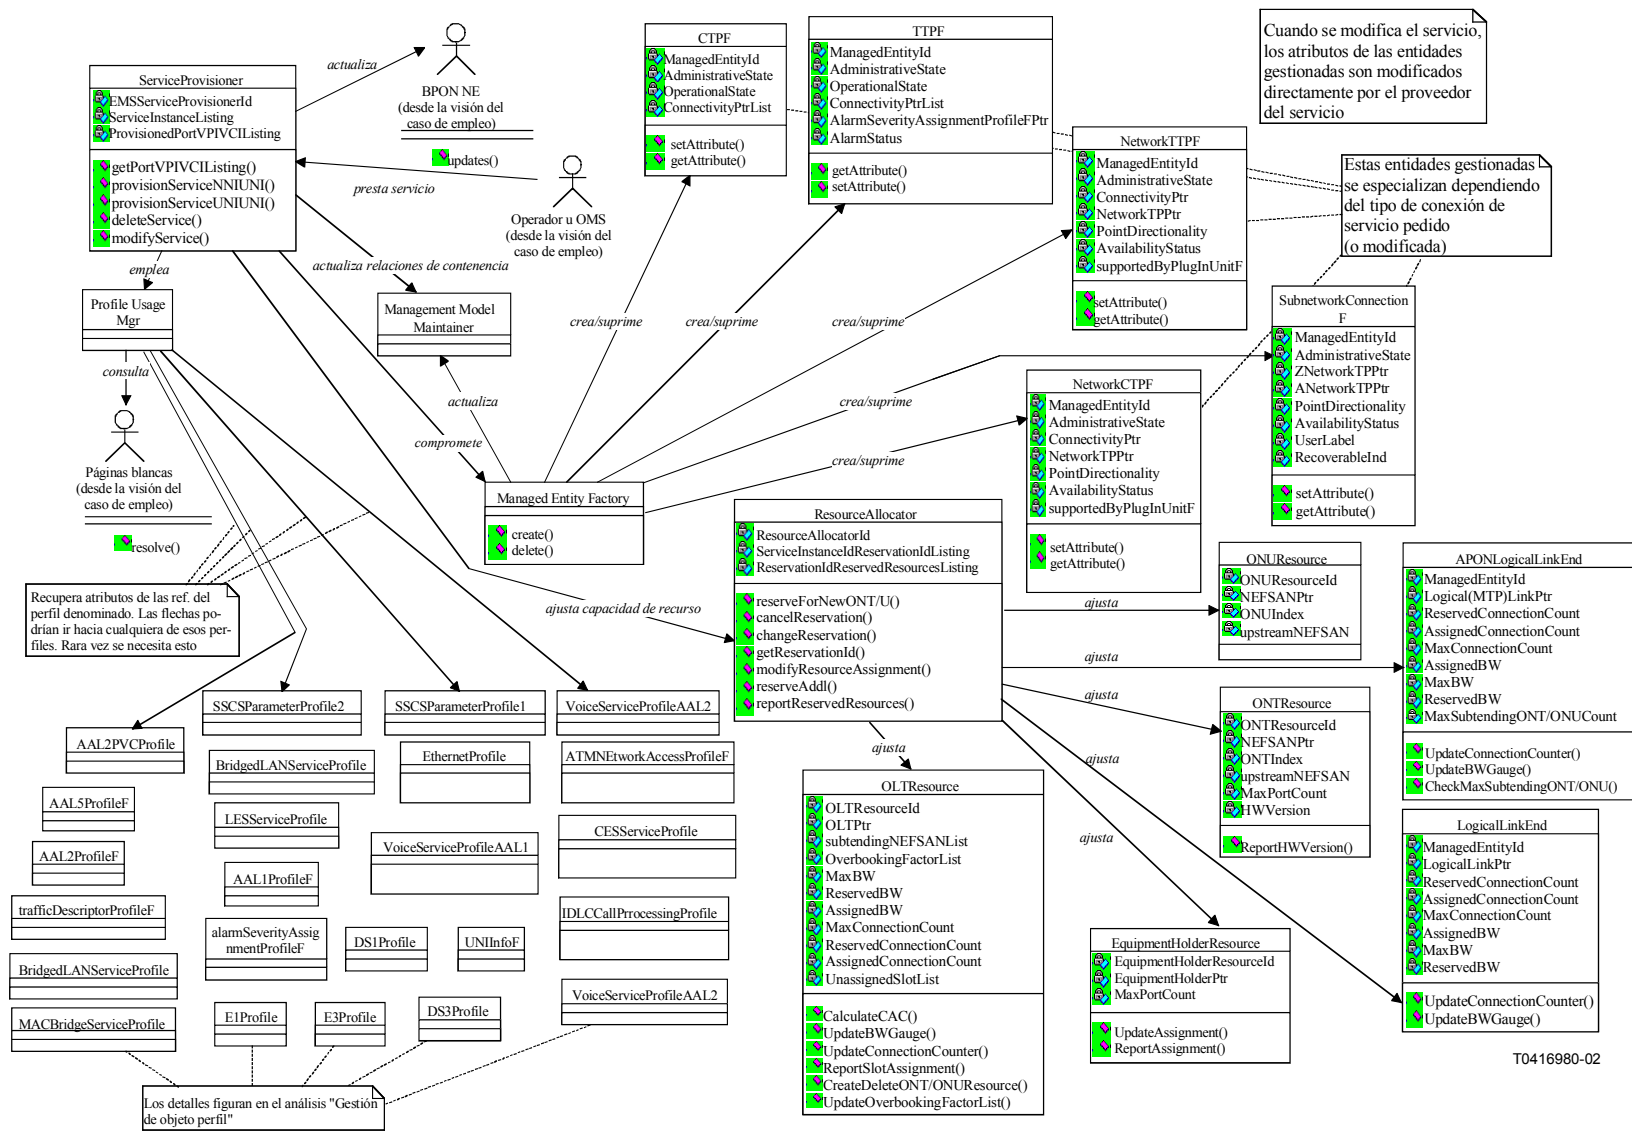 ServiceProvisioner
EMSServiceProvisionerId
ServiceInstanceListing
ProvisionedPortVPIVCIListing
getPortVPIVCIListing()
provisionServiceNNIUNI()
provisionServiceUNIUNI()
deleteService()
modifyService()
actualiza
BPON NE
(desde la visión del
caso de empleo)
updates()
presta servicio
Operador u OMS
(desde la visión del
caso de empleo)
CTPF
ManagedEntityId
AdministrativeState
OperationalState
ConnectivityPtrList
setAttribute()
getAttribute()
TTPF
ManagedEntityId
AdministrativeState
OperationalState
ConnectivityPtrList
AlarmSeverityAssignmentProfileFPtr
AlarmStatus
getAttribute()
setAttribute()
Cuando se modifica el servicio,
los atributos de las entidades
gestionadas son modificados
directamente por el proveedor
del servicio
NetworkTTPF
ManagedEntityId
AdministrativeState
ConnectivityPtr
NetworkTPPtr
PointDirectionality
AvailabilityStatus
supportedByPlugInUnitF
setAttribute()
getAttribute()
Estas entidades gestionadas
se especializan dependiendo
del tipo de conexión de
servicio pedido
(o modificada)
emplea
actualiza relaciones de contenencia
Profile Usage
Mgr
Management Model
Maintainer
crea/suprime
crea/suprime
crea/suprime
crea/suprime
crea/suprime
SubnetworkConnection
F
ManagedEntityId
AdministrativeState
ZNetworkTPPtr
ANetworkTPPtr
PointDirectionality
AvailabilityStatus
UserLabel
RecoverableInd
setAttribute()
getAttribute()
NetworkCTPF
ManagedEntityId
AdministrativeState
ConnectivityPtr
NetworkTPPtr
PointDirectionality
AvailabilityStatus
supportedByPlugInUnitF
setAttribute()
getAttribute()
consulta
actualiza
compromete
Páginas blancas
(desde la visión del
caso de empleo)
resolve()
Managed Entity Factory
create()
delete()
Recupera atributos de las ref. del
perfil denominado. Las flechas po-
drían ir hacia cualquiera de esos per-
files. Rara vez se necesita esto
ajusta capacidad de recurso
ResourceAllocator
ResourceAllocatorId
ServiceInstanceIdReservationIdListing
ReservationIdReservedResourcesListing
reserveForNewONT/U()
cancelReservation()
changeReservation()
getReservationId()
modifyResourceAssignment()
reserveAddl()
reportReservedResources()
ajusta
ajusta
ajusta
ajusta
ajusta
ajusta
ONUResource
ONUResourceId
NEFSANPtr
ONUIndex
upstreamNEFSAN
APONLogicalLinkEnd
ManagedEntityId
Logical(MTP)LinkPtr
ReservedConnectionCount
AssignedConnectionCount
MaxConnectionCount
AssignedBW
MaxBW
ReservedBW
MaxSubtendingONT/ONUCount
UpdateConnectionCounter()
UpdateBWGauge()
CheckMaxSubtendingONT/ONU()
ONTResource
ONTResourceId
NEFSANPtr
ONTIndex
upstreamNEFSAN
MaxPortCount
HWVersion
ReportHWVersion()
LogicalLinkEnd
ManagedEntityId
LogicalLinkPtr
ReservedConnectionCount
AssignedConnectionCount
MaxConnectionCount
AssignedBW
MaxBW
ReservedBW
UpdateConnectionCounter()
UpdateBWGauge()
OLTResource
OLTResourceId
OLTPtr
subtendingNEFSANList
OverbookingFactorList
MaxBW
ReservedBW
AssignedBW
MaxConnectionCount
ReservedConnectionCount
AssignedConnectionCount
UnassignedSlotList
CalculateCAC()
UpdateBWGauge()
UpdateConnectionCounter()
ReportSlotAssignment()
CreateDeleteONT/ONUResource()
UpdateOverbookingFactorList()
EquipmentHolderResource
EquipmentHolderResourceId
EquipmentHolderPtr
MaxPortCount
UpdateAssignment()
ReportAssignment()
SSCSParameterProfile2
SSCSParameterProfile1
VoiceServiceProfileAAL2
AAL2PVCProfile
BridgedLANServiceProfile
EthernetProfile
ATMNEtworkAccessProfileF
AAL5ProfileF
LESServiceProfile
VoiceServiceProfileAAL1
CESServiceProfile
AAL2ProfileF
AAL1ProfileF
trafficDescriptorProfileF
alarmSeverityAssig
nmentProfileF
DS1Profile
UNIInfoF
IDLCCallPrrocessingProfile
BridgedLANServiceProfile
MACBridgeServiceProfile
E1Profile
E3Profile
DS3Profile
VoiceServiceProfileAAL2
Los detalles figuran en el análisis "Gestión
de objeto perfil"
T0416980-02